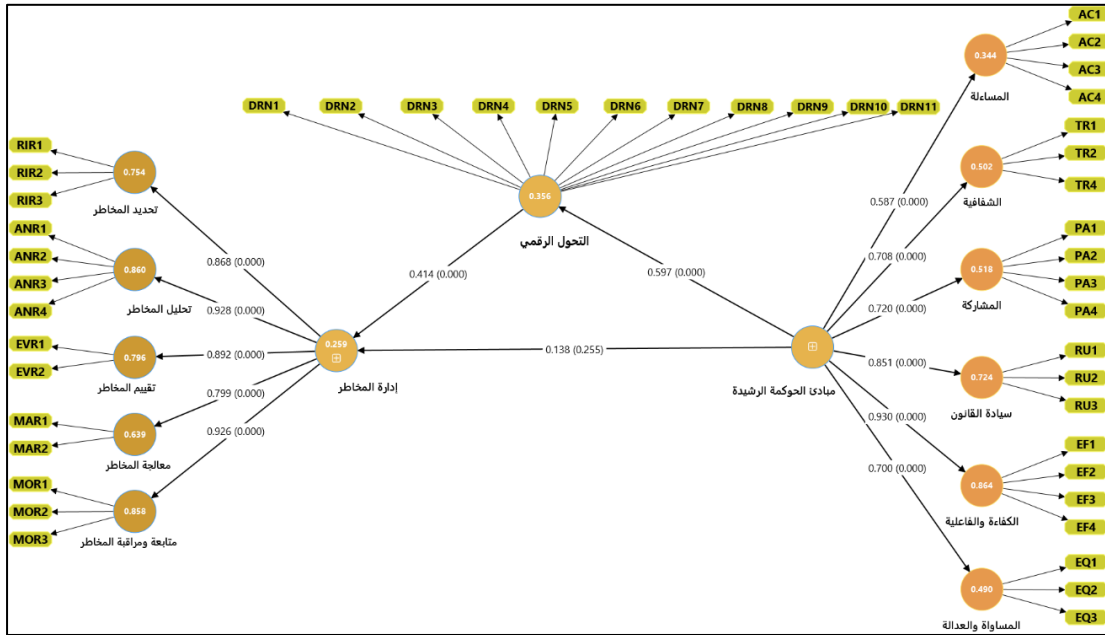 AC1
AC2
AC3
AC4
0.344
المساءلة
TR1
TR2
TR4
0.502
الشفافية
PA1
PA2
PA3
PA4
0.518
المشاركة
RU1
RU2
RU3
0.724
سيادة القانون
EF1
EF2
EF3
EF4
0.864
الكفاءة والفاعلية
EQ1
EQ2
EQ3
0.490
المساواة والعدالة
0.587 (0.000)
0.708 (0.000)
0.720 (0.000)
0.851 (0.000)
0.930 (0.000)
0.700 (0.000)
مبادئ الحوكمة الرشيدة
0.597 (0.000)
0.138 (0.255)
DRN1
DRN2
DRN3
DRN4
DRN5
DRN6
DRN7
DRN8
DRN9
DRN10
DRN11
0.356
التحول الرقمي
0.414 (0.000)
0.259
إدارة المخاطر
0.868 (0.000)
0.928 (0.000)
0.892 (0.000)
0.799 (0.000)
0.926 (0.000)
RIR1
RIR2
RIR3
0.754
تحديد المخاطر
ANR1
ANR2
ANR3
ANR4
0.860
تحليل المخاطر
EVR1
EVR2
0.796
تقييم المخاطر
MAR1
MAR2
0.639
معالجة المخاطر
MOR1
MOR2
MOR3
0.858
متابعة ومراقبة المخاطر